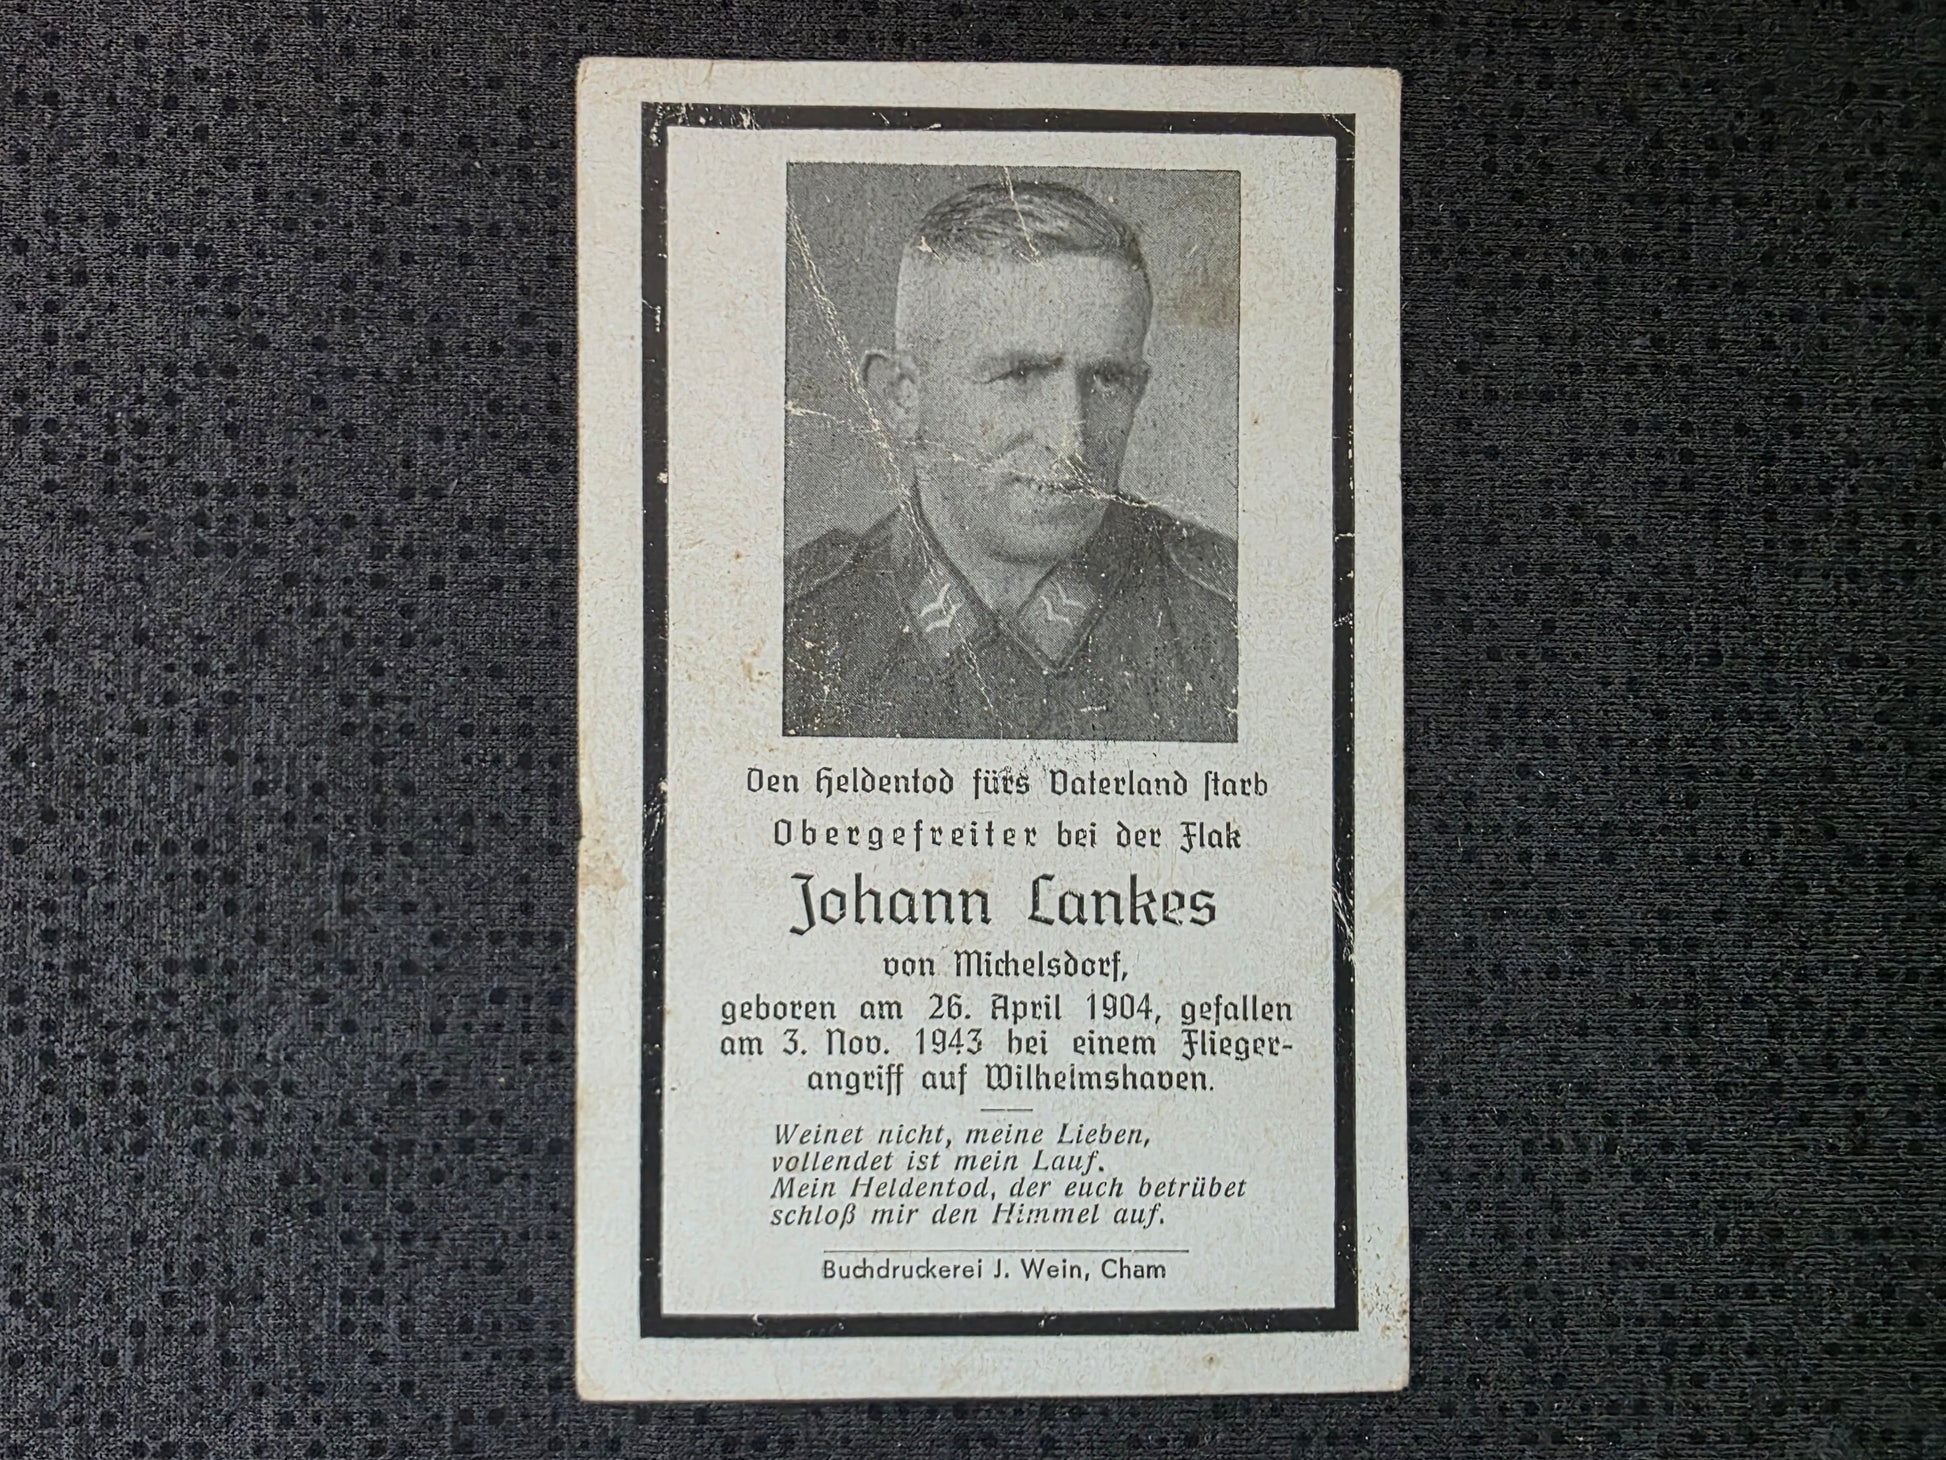 Den Heldentod fürs Vaterland starb
Obergefreiter bei der Flak
Johann Lankes
von Michelsdorf,
geboren am 26. April 1904, gefallen
am 3. Nov. 1943 bei einem Flieger-
angriff auf Wilhelmshaven.
Weinet nicht, meine Lieben,
vollendet ist mein Lauf.
Mein Heldentod, der euch betrübet
schloß mir den Himmel auf.
Buchdruckerei J. Wein, Cham